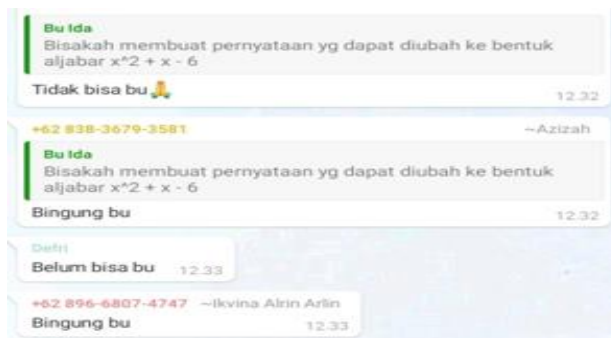 Bu Ida
Bisakah membuat pernyataan yg dapat diubah ke bentuk
aljabar x^2 + x - 6
Tidak bisa bu🙏
12.32
+62 838-3679-3581 ~Azizah
Bu Ida
Bisakah membuat pernyataan yg dapat diubah ke bentuk
aljabar x^2 + x - 6
Bingung bu
12.32
Defri
Belum bisa bu 12.33
+62 896-6807-4747 ~Ikvina Alrin Arlin
Bingung bu 12.33